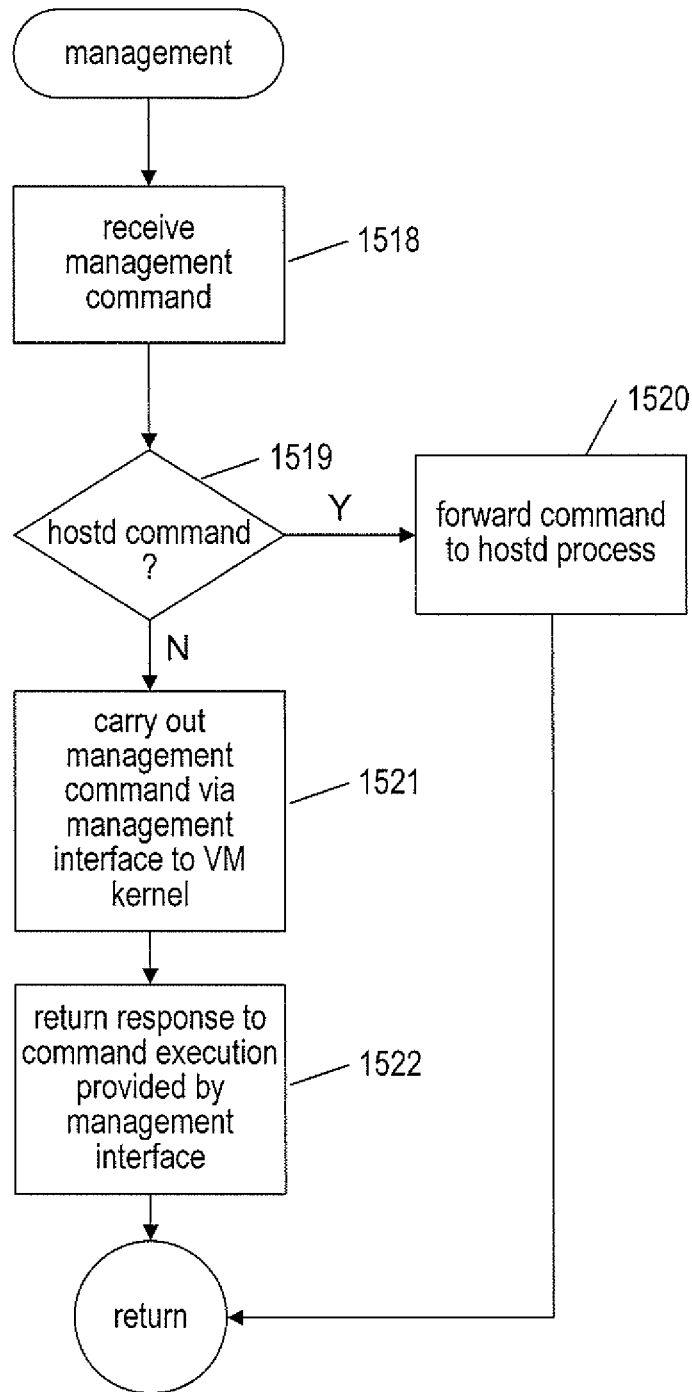 management
receive
management
command
1518
1519
hostd command
?
Y
1520
forward command
to hostd process
N
carry out
management
command via
management
interface to VM
kernel
1521
return response to
command execution
provided by
management
interface
1522
return